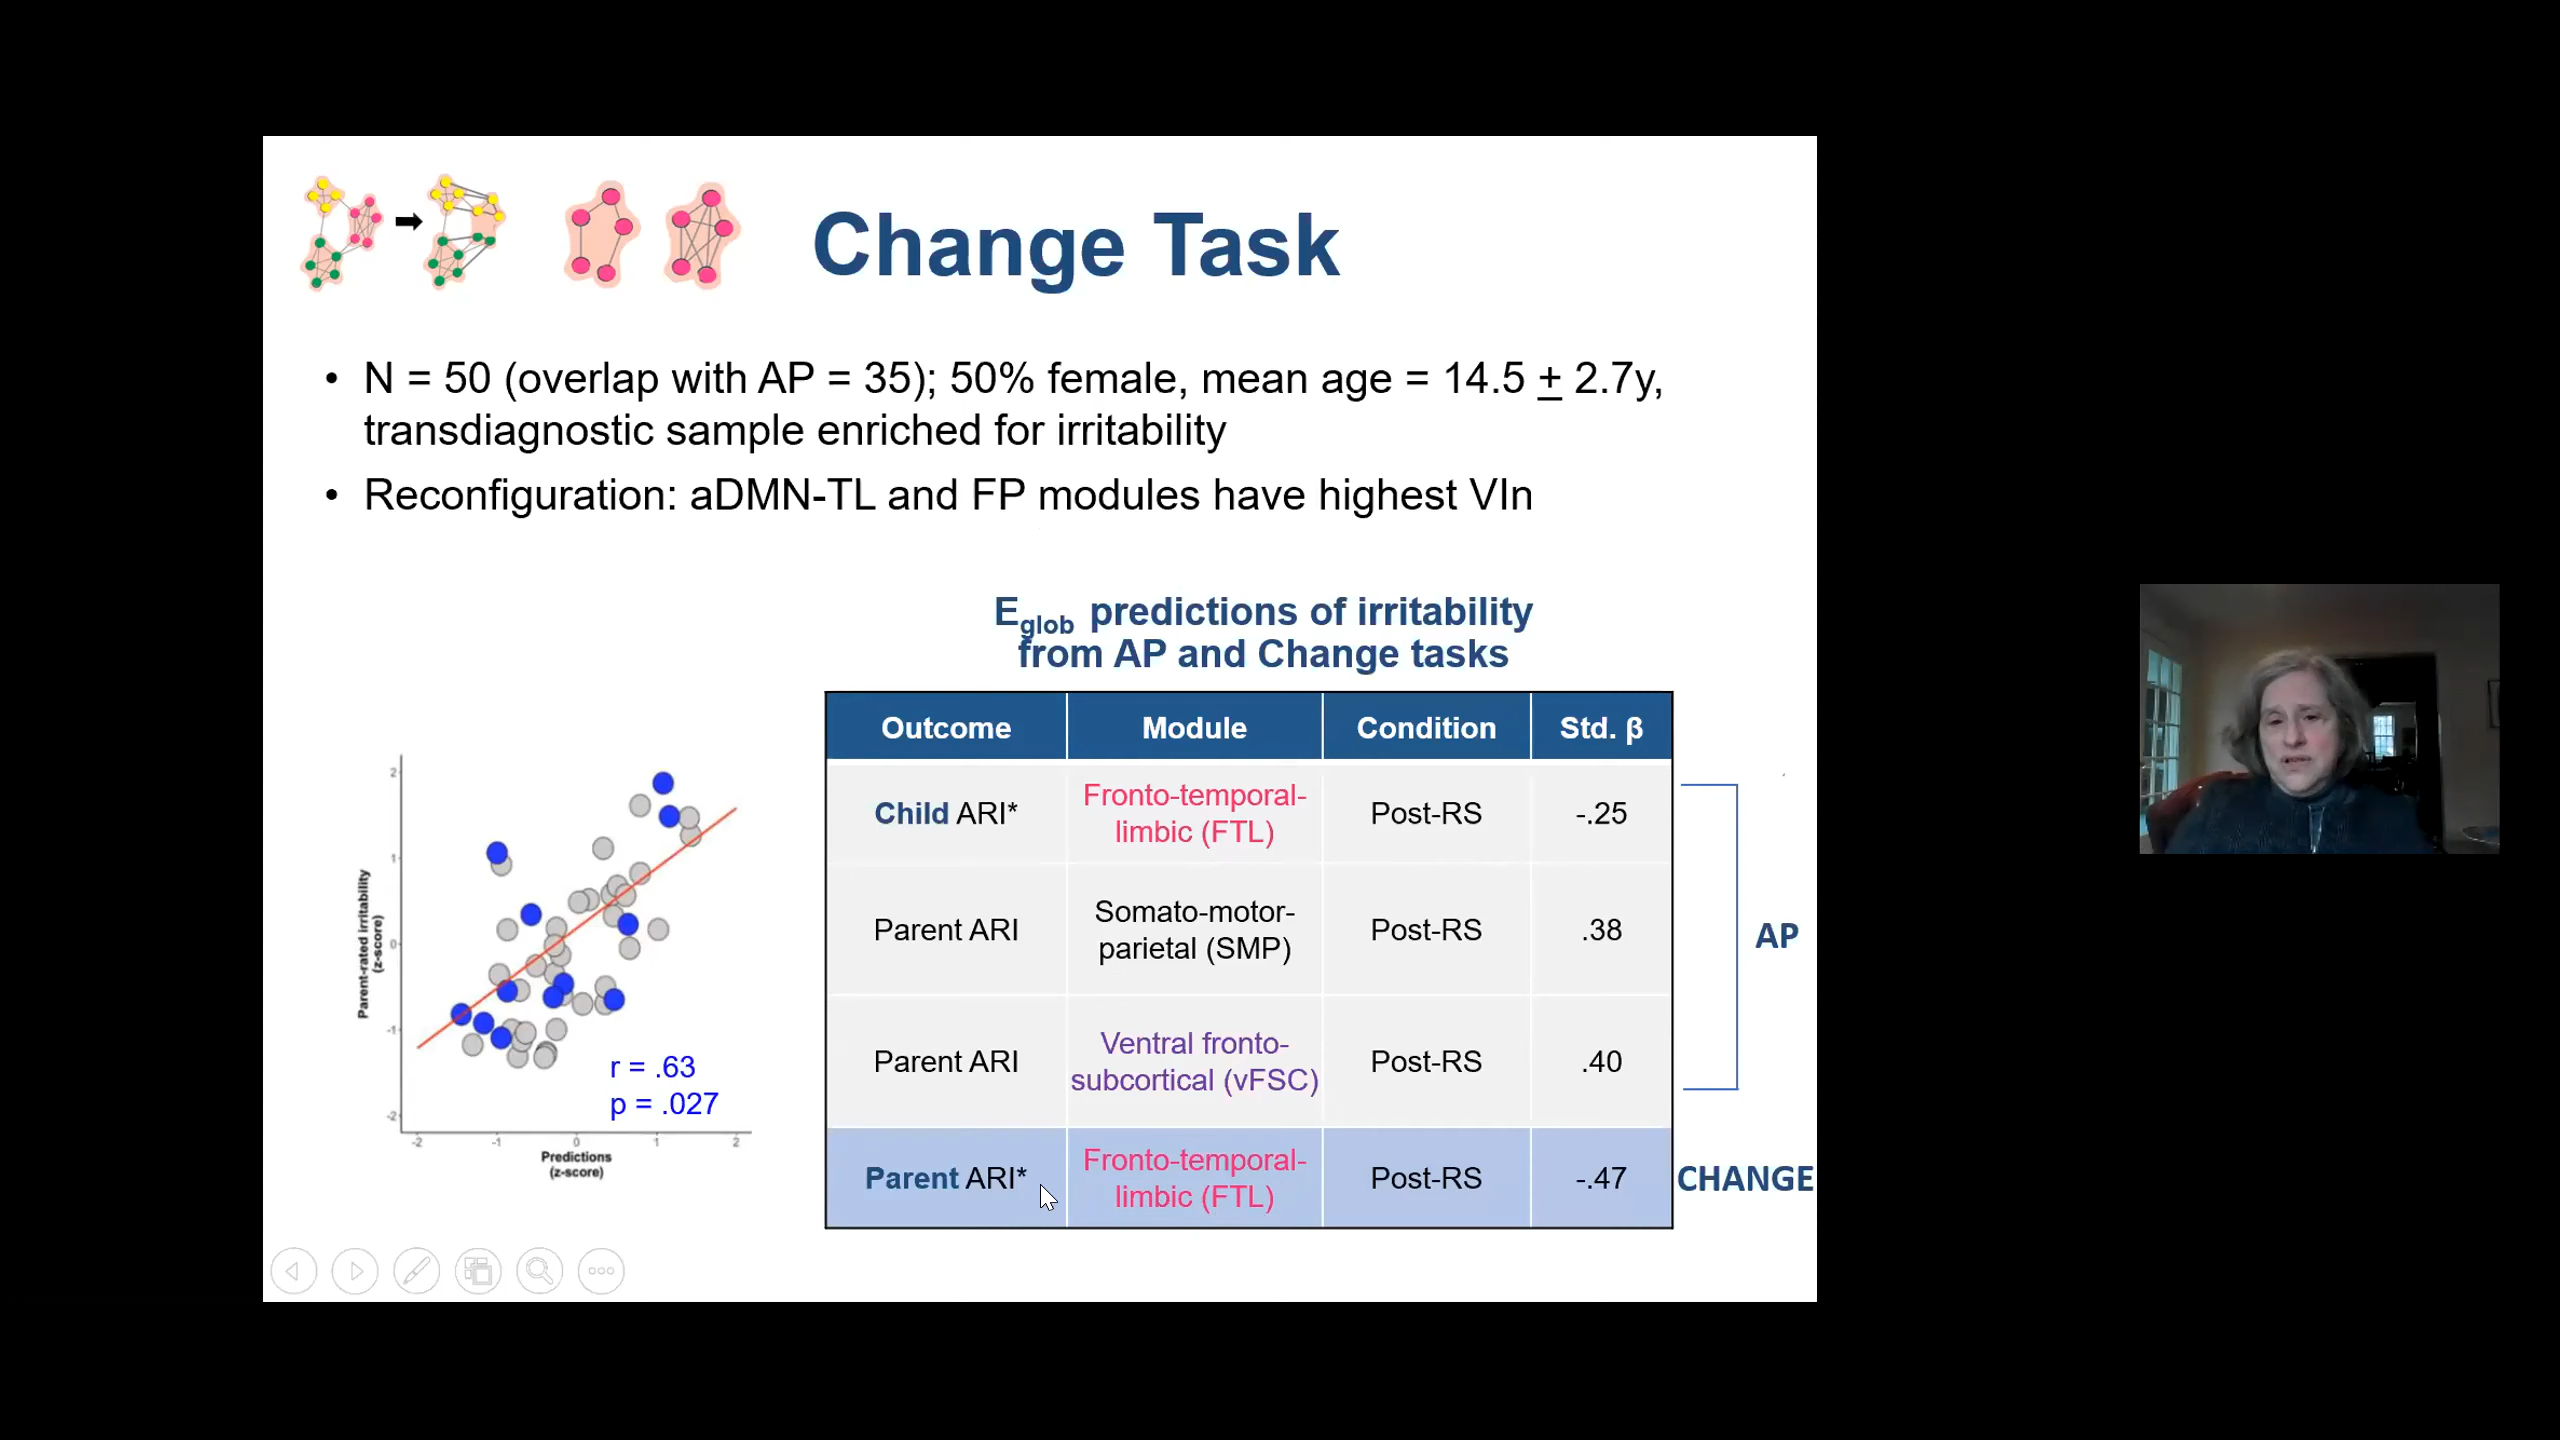 Change Task
• N = 50 (overlap with AP = 35); 50% female, mean age = 14.5 ± 2.7y,
transdiagnostic sample enriched for irritability
• Reconfiguration: aDMN-TL and FP modules have highest VIn
Eglob predictions of irritability
from AP and Change tasks
Outcome Module Condition Std. β
Child ARI* Fronto-temporal-
limbic (FTL) Post-RS -.25
Parent ARI Somato-motor-
parietal (SMP) Post-RS .38
Parent ARI Ventral fronto-
subcortical (vFSC) Post-RS .40
Parent ARI* Fronto-temporal-
limbic (FTL) Post-RS -.47
AP
CHANGE
Parent-rated irritability
(z-score)
2
1
0
-1
-2
r = .63
p = .027
-2 -1 0 1 2
Predictions
(z-score)